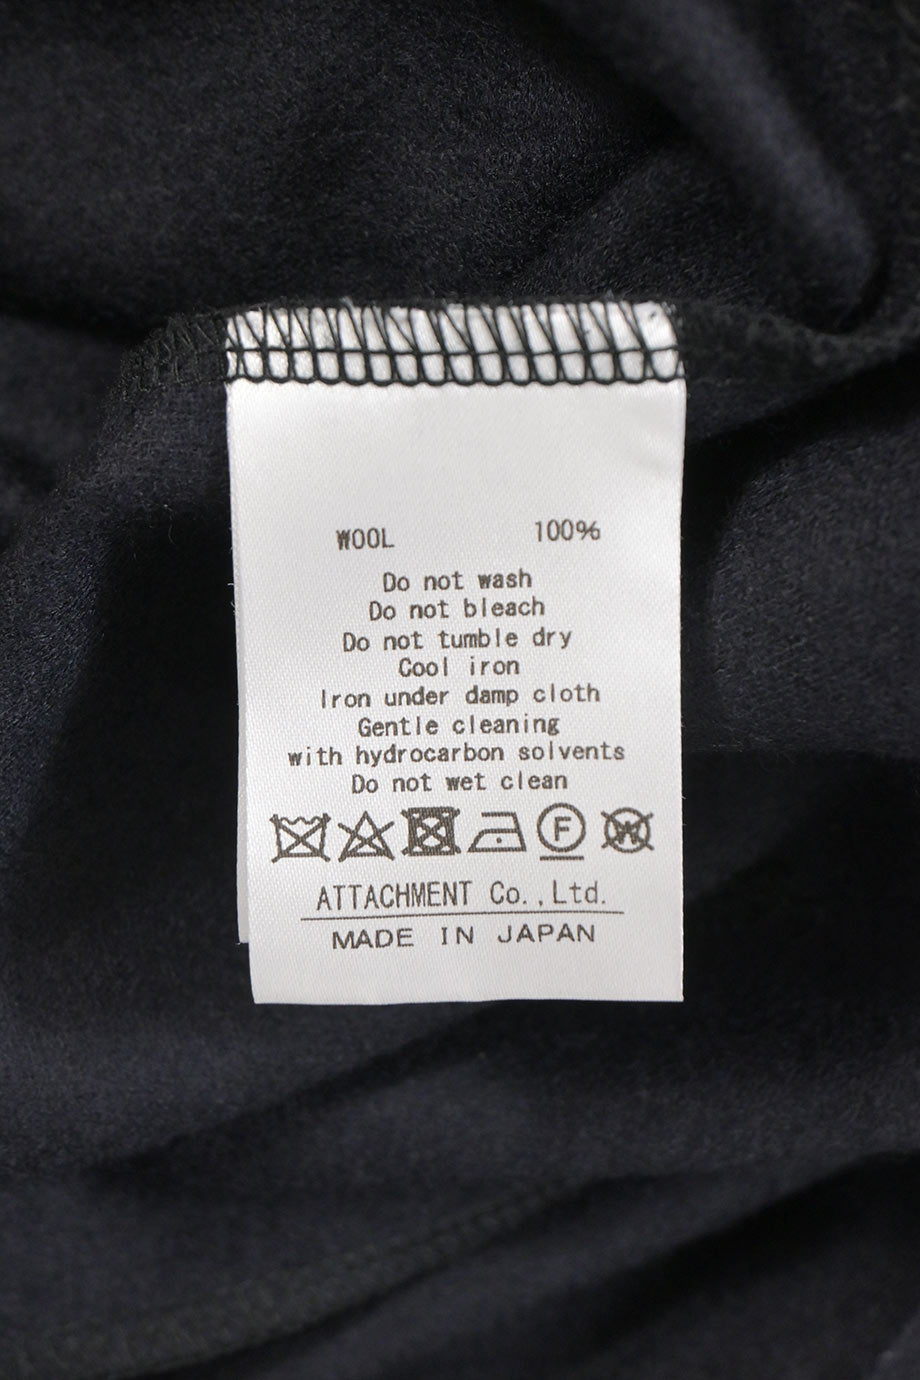 WOOL 100%
Do not wash
Do not bleach
Do not tumble dry
Cool iron
Iron under damp cloth
Gentle cleaning
with hydrocarbon solvents
Do not wet clean
F W
ATTACHMENT Co.,Ltd.
MADE IN JAPAN